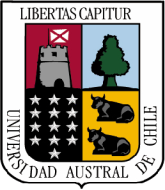 LIBERTAS CAPITUR
UNIVERSIDAD AUSTRAL DE CHILE